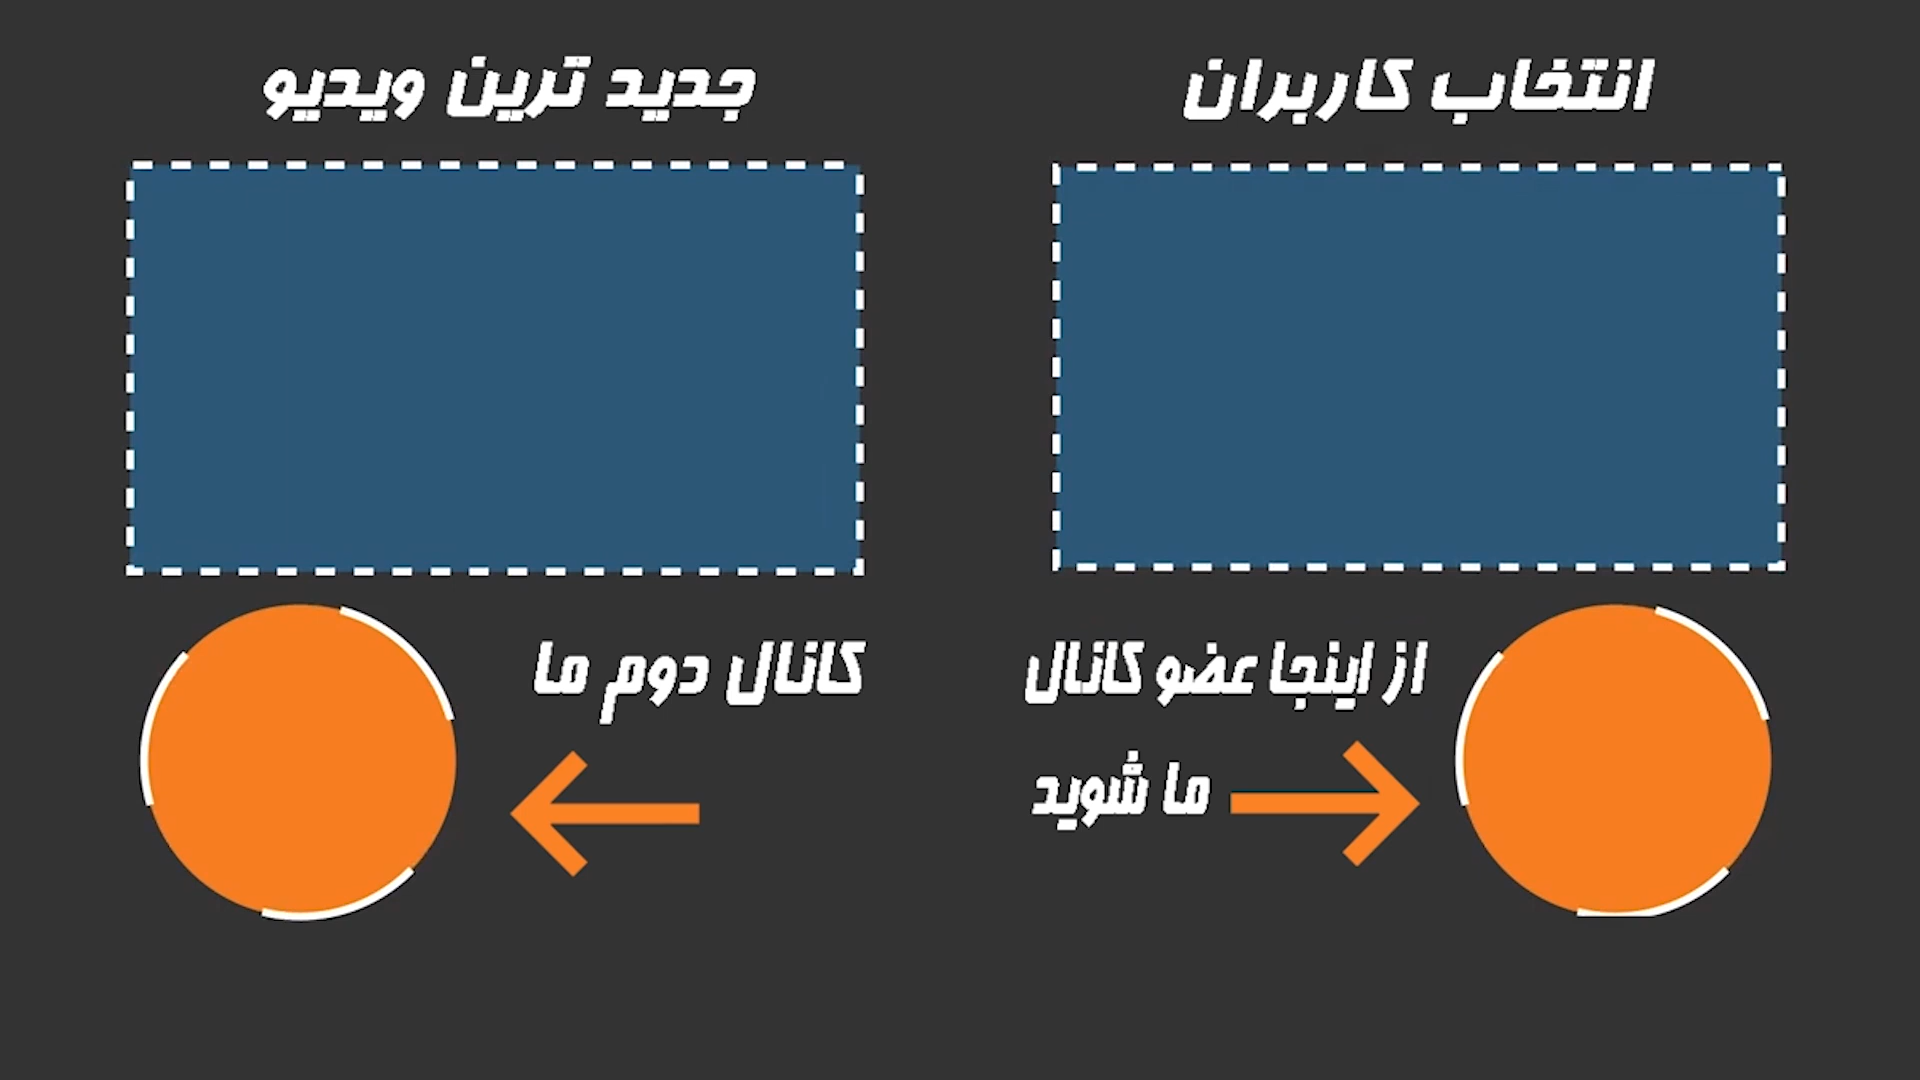 انتخاب کاربران
جدید ترین ویدیو
از اینجا عضو کانال
ما شوید
کانال دوم ما